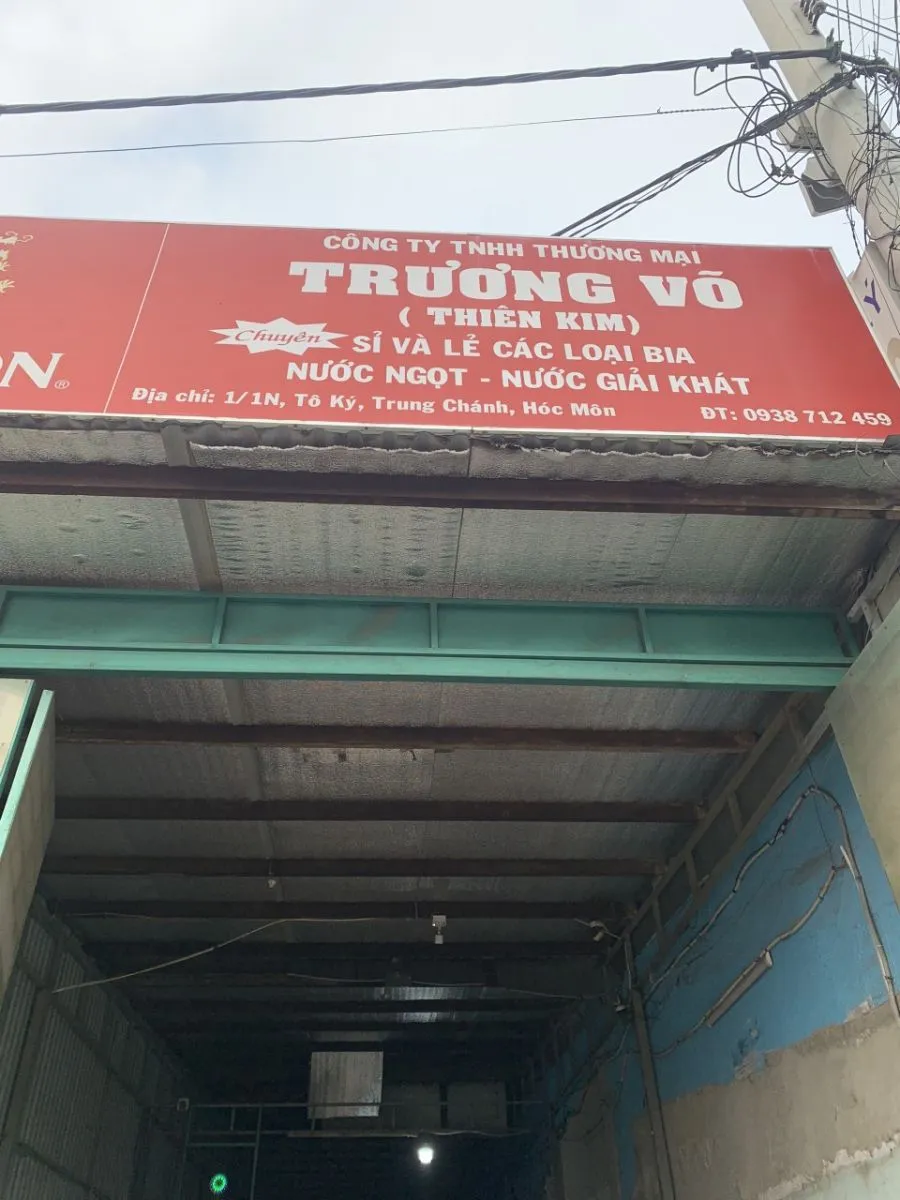 CÔNG TY TNHH THƯƠNG MẠI
TRƯƠNG VÕ
( THIÊN KIM)
Chuyên SỈ VÀ LẺ CÁC LOẠI BIA
NƯỚC NGỌT - NƯỚC GIẢI KHÁT
Địa chỉ: 1/1N, Tô Ký, Trung Chánh, Hóc Môn
ĐT: 0938 712 459
ON®